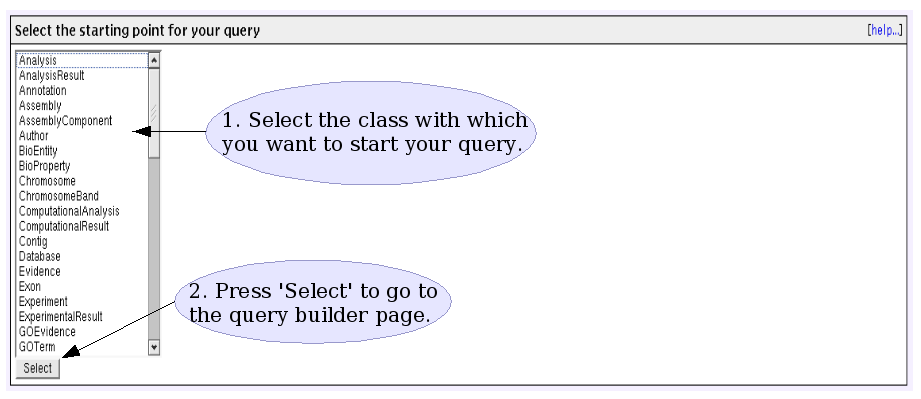 Select the starting point for your query
[help...]
Analysis
AnalysisResult
Annotation
Assembly
AssemblyComponent
Author
BioEntity
BioProperty
Chromosome
ChromosomeBand
ComputationalAnalysis
ComputationalResult
Contig
Database
Evidence
Exon
Experiment
ExperimentalResult
GOEvidence
GOTerm
Select
1. Select the class with which
you want to start your query.
2. Press 'Select' to go to
the query builder page.